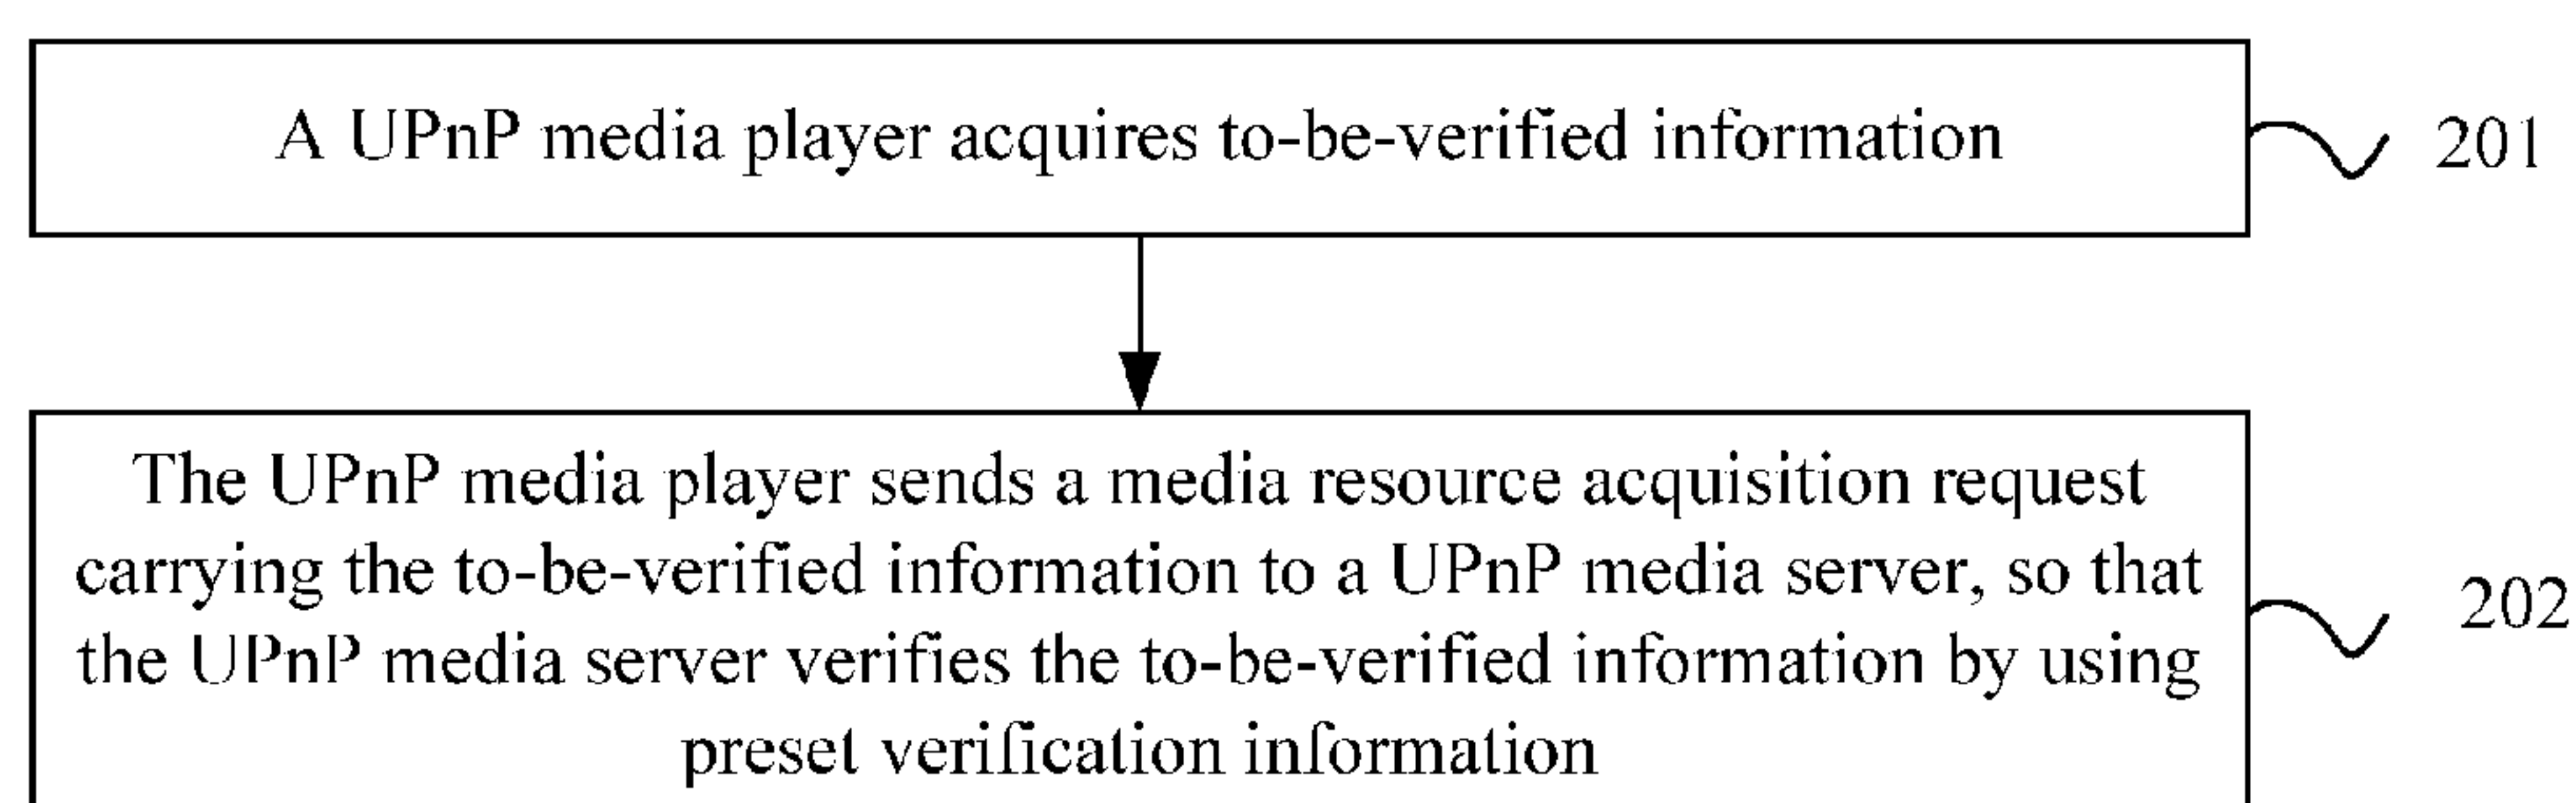 A UPnP media player acquires to-be-verified information
201
The UPnP media player sends a media resource acquisition request
carrying the to-be-verified information to a UPnP media server, so that
the UPnP media server verifies the to-be-verified information by using
preset verification information
202